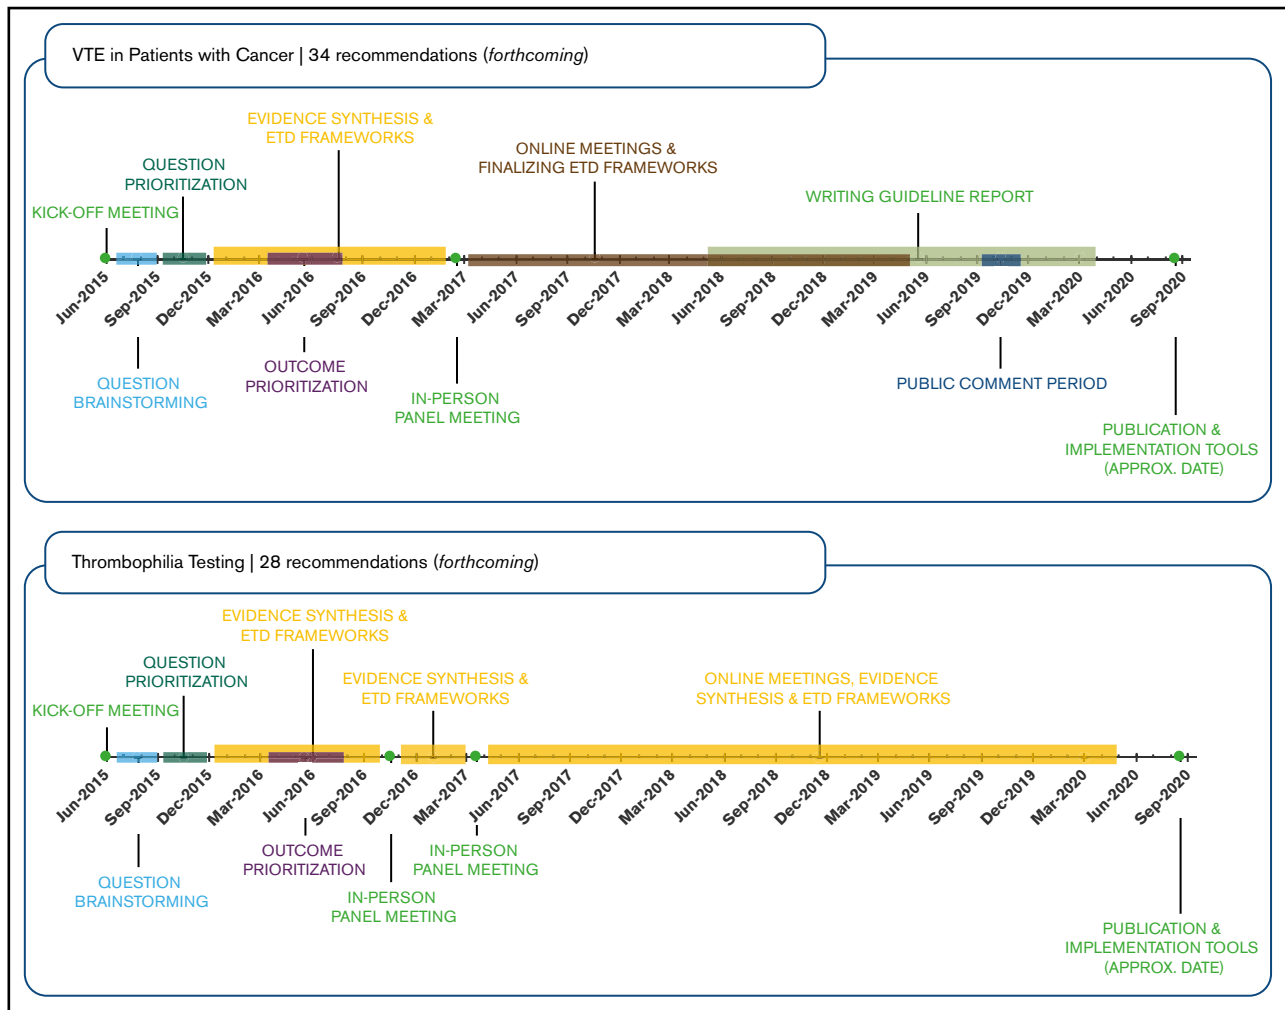 VTE in Patients with Cancer | 34 recommendations (forthcoming)
EVIDENCE SYNTHESIS &
ETD FRAMEWORKS
ONLINE MEETINGS &
FINALIZING ETD FRAMEWORKS
QUESTION
PRIORITIZATION
WRITING GUIDELINE REPORT
KICK-OFF MEETING
Jun-2015
Sep-2015
Dec-2015
Mar-2016
Jun-2016
Sep-2016
Dec-2016
Mar-2017
Jun-2017
Sep-2017
Dec-2017
Mar-2018
Jun-2018
Sep-2018
Dec-2018
Mar-2019
Jun-2019
Sep-2019
Dec-2019
Mar-2020
Jun-2020
Sep-2020
QUESTION
BRAINSTORMING
OUTCOME
PRIORITIZATION
IN-PERSON
PANEL MEETING
PUBLIC COMMENT PERIOD
PUBLICATION &
IMPLEMENTATION TOOLS
(APPROX. DATE)
Thrombophilia Testing | 28 recommendations (forthcoming)
EVIDENCE SYNTHESIS &
ETD FRAMEWORKS
QUESTION
PRIORITIZATION
EVIDENCE SYNTHESIS &
ETD FRAMEWORKS
ONLINE MEETINGS, EVIDENCE
SYNTHESIS & ETD FRAMEWORKS
KICK-OFF MEETING
Jun-2015
Sep-2015
Dec-2015
Mar-2016
Jun-2016
Sep-2016
Dec-2016
Mar-2017
Jun-2017
Sep-2017
Dec-2017
Mar-2018
Jun-2018
Sep-2018
Dec-2018
Mar-2019
Jun-2019
Sep-2019
Dec-2019
Mar-2020
Jun-2020
Sep-2020
QUESTION
BRAINSTORMING
OUTCOME
PRIORITIZATION
IN-PERSON
PANEL MEETING
IN-PERSON
PANEL MEETING
PUBLICATION &
IMPLEMENTATION TOOLS
(APPROX. DATE)